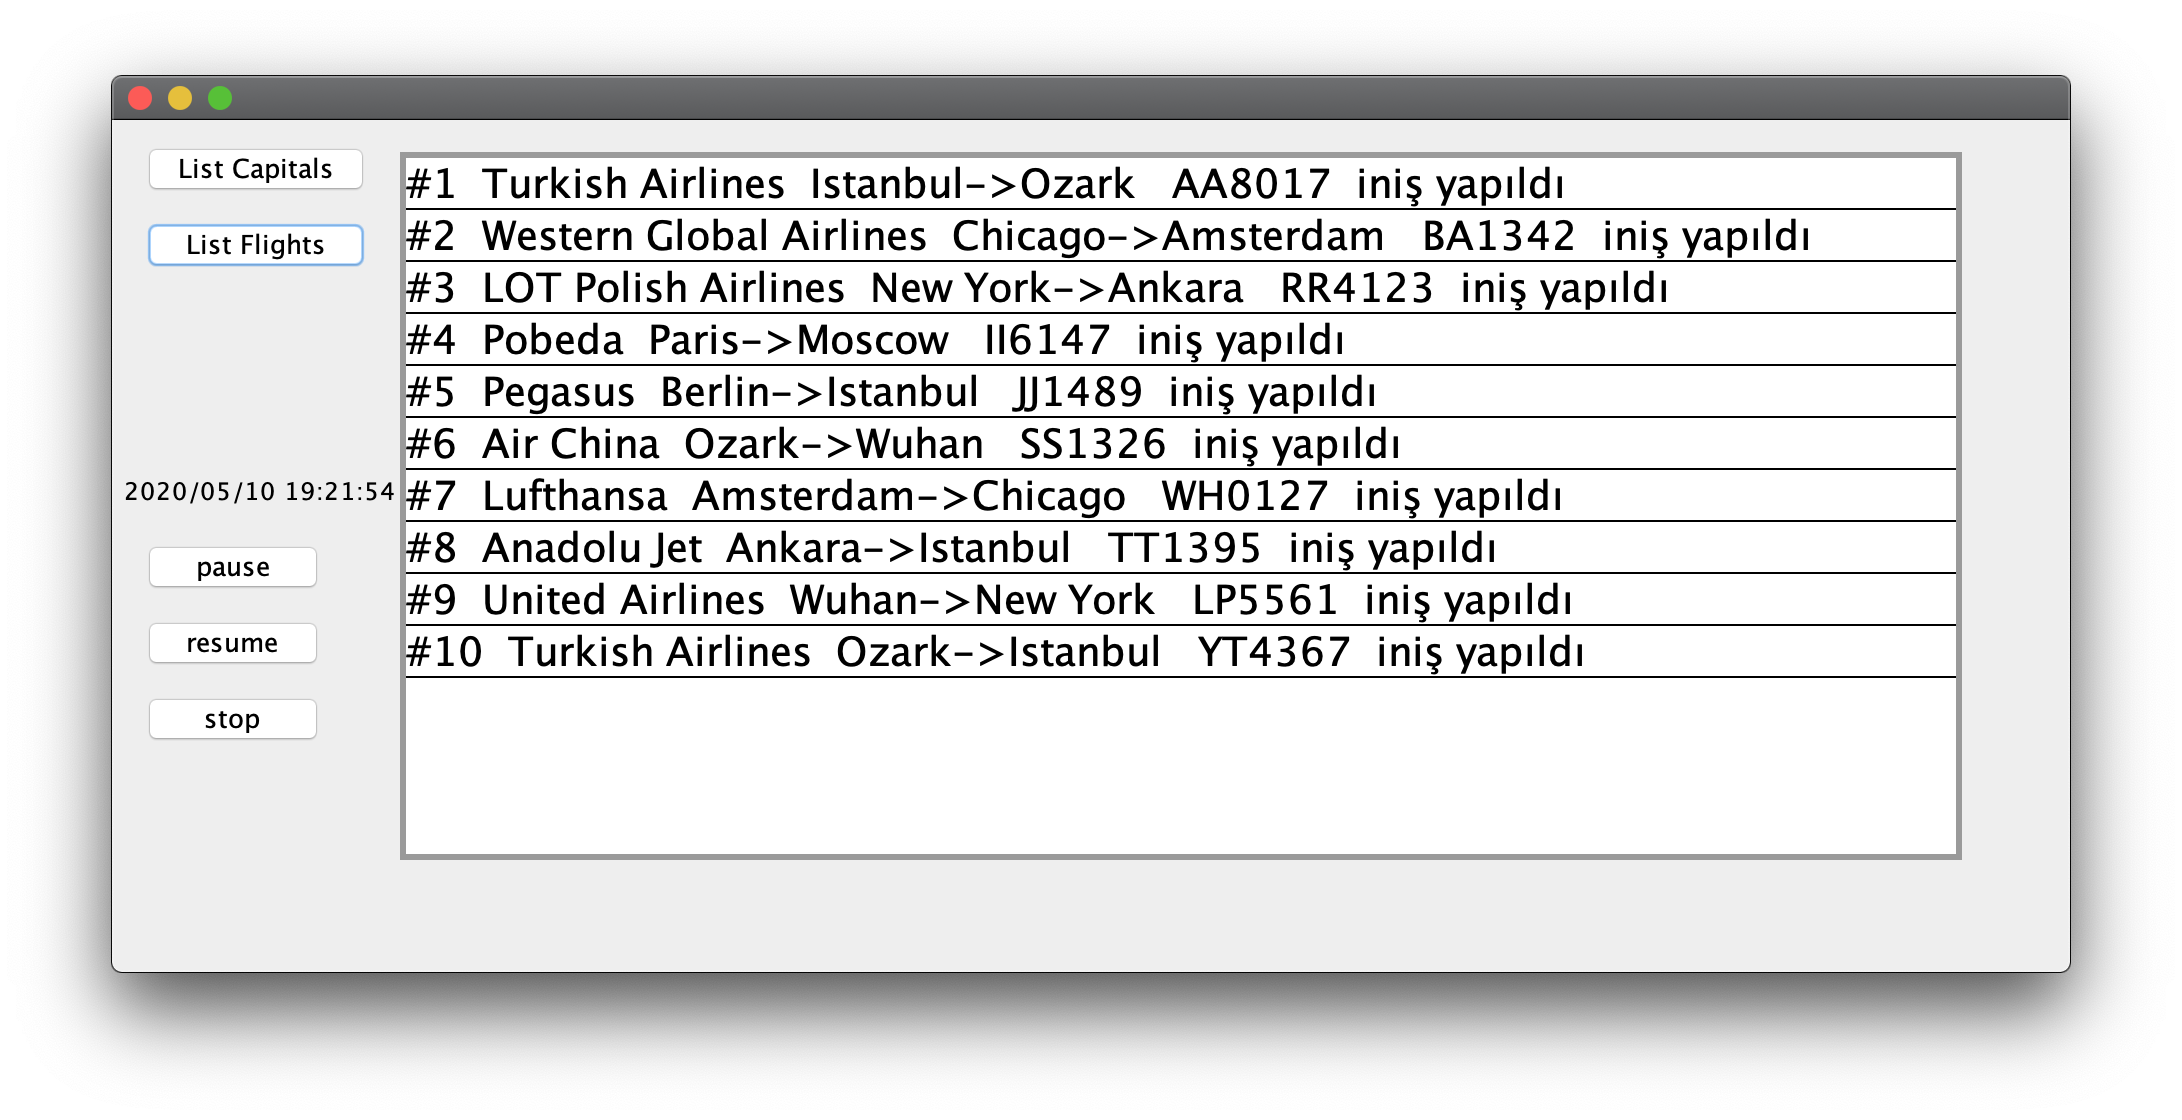 List Capitals
List Flights
2020/05/10 19:21:54
pause
resume
stop
#1 Turkish Airlines Istanbul->Ozark AA8017 iniş yapıldı
#2 Western Global Airlines Chicago->Amsterdam BA1342 iniş yapıldı
#3 LOT Polish Airlines New York->Ankara RR4123 iniş yapıldı
#4 Pobeda Paris->Moscow II6147 iniş yapıldı
#5 Pegasus Berlin->Istanbul JJ1489 iniş yapıldı
#6 Air China Ozark->Wuhan SS1326 iniş yapıldı
#7 Lufthansa Amsterdam->Chicago WH0127 iniş yapıldı
#8 Anadolu Jet Ankara->Istanbul TT1395 iniş yapıldı
#9 United Airlines Wuhan->New York LP5561 iniş yapıldı
#10 Turkish Airlines Ozark->Istanbul YT4367 iniş yapıldı